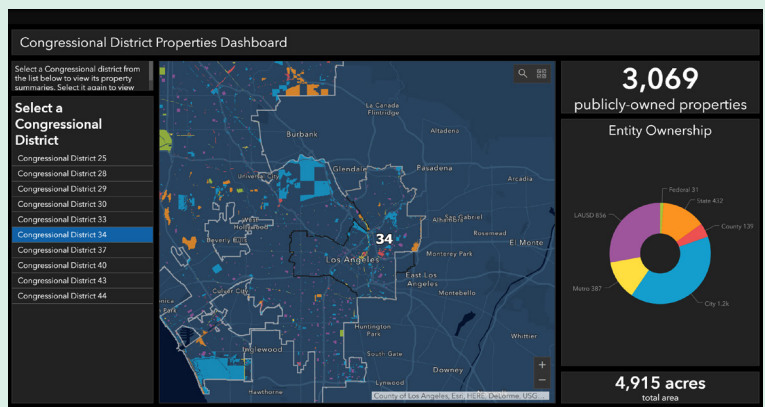 Congressional District Properties Dashboard
Select a Congressional district from
the list below to view its property
summaries. Select it again to view
Select a
Congressional
District
Congressional District 25
Congressional District 28
Congressional District 29
Congressional District 30
Congressional District 33
Congressional District 34
Congressional District 37
Congressional District 40
Congressional District 43
Congressional District 44
La Canada
Flintridge
Burbank
Altadena
Glendale
Pasadena
Universal City
Arcadia
West
Hollywood
Alhambra
San Gabriel
Beverly Hills
34
Rosemead
El Monte
Los Angeles
Monterey Park
East Los
Angeles
Culver City
Montebello
Huntington
Park
Whittier
Inglewood
South Gate
Downey
Hawthorne
Lynwood
+
−
County of Los Angeles, Esri, HERE, DeLorme, USG...
3,069
publicly-owned properties
Entity Ownership
Federal 31
State 432
LAUSD 856
County 139
Metro 387
City 1.2k
4,915 acres
total area